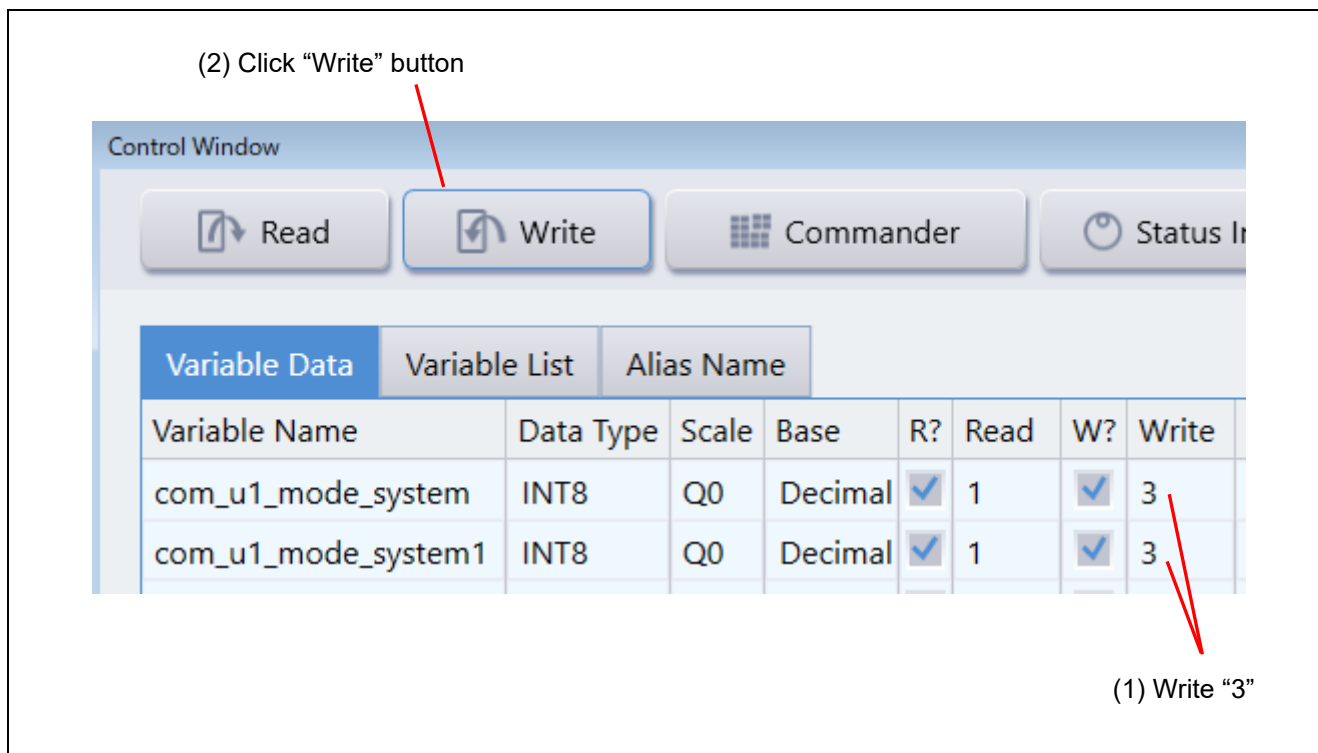 (2) Click “Write” button
Control Window
Read Write Commander Status I
Variable Data Variable List Alias Name
Variable Name Data Type Scale Base R? Read W? Write
com_u1_mode_system INT8 Q0 Decimal 1 3
com_u1_mode_system1 INT8 Q0 Decimal 1 3
(1) Write “3”